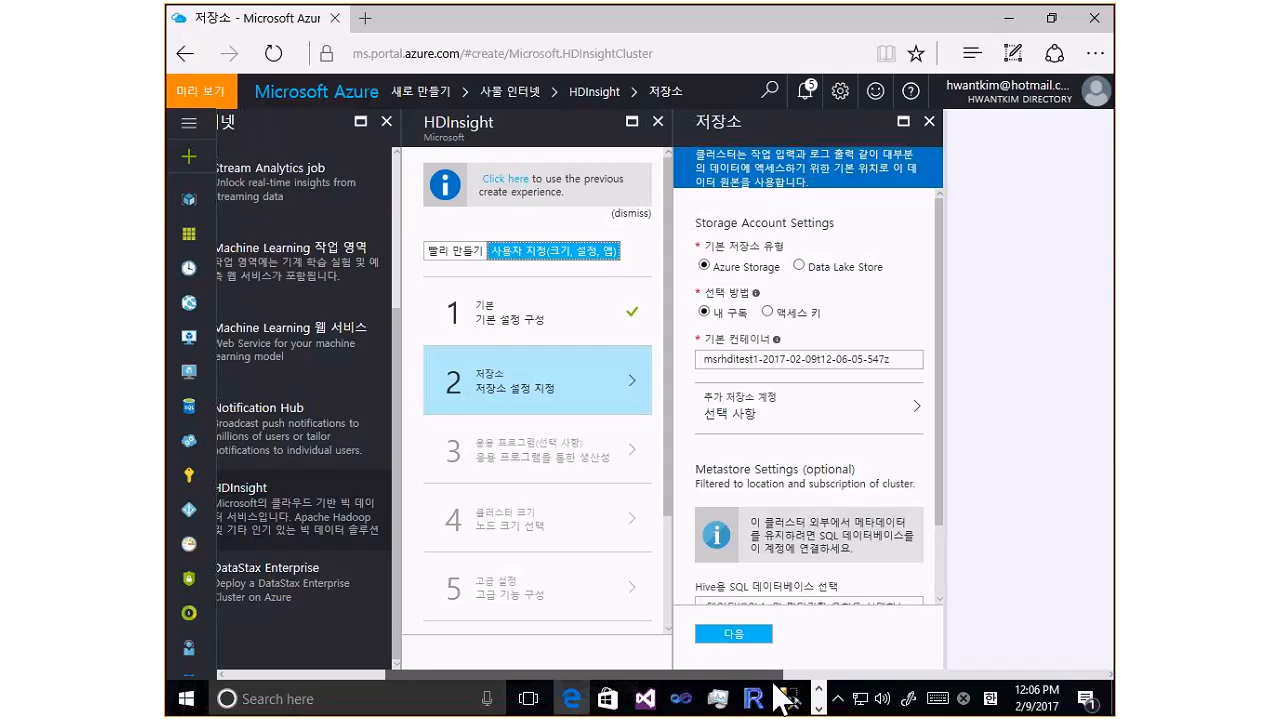 저장소 - Microsoft Azur
ms.portal.azure.com/#create/Microsoft.HDInsightCluster
미리 보기
Microsoft Azure
새로 만들기 > 사물 인터넷 > HDInsight > 저장소
5
hwantkim@hotmail.c...
HWANTKIM DIRECTORY
넷
Stream Analytics job
Unlock real-time insights from
streaming data
Machine Learning 작업 영역
작업 영역에는 기계 학습 실험 및 예
측 웹 서비스가 포함됩니다.
Machine Learning 웹 서비스
Web Service for your machine
learning model
Notification Hub
Broadcast push notifications to
millions of users or tailor
notifications to individual users.
HDInsight
Microsoft의 클라우드 기반 빅 데이
터 서비스입니다. Apache Hadoop
및 기타 인기 있는 빅 데이터 솔루션
DataStax Enterprise
Deploy a DataStax Enterprise
Cluster on Azure
HDInsight
Microsoft
Click here to use the previous
create experience.
(dismiss)
빨리 만들기
사용자 지정(크기, 설정, 앱)
1
기본
기본 설정 구성
2
저장소
저장소 설정 지정
3
응용 프로그램(선택 사항)
응용 프로그램을 통한 생산성
4
클러스터 크기
노드 크기 선택
5
고급 설정
고급 기능 구성
저장소
클러스터는 작업 입력과 로그 출력 같이 대부분
의 데이터에 액세스하기 위한 기본 위치로 이 데
이터 원본을 사용합니다.
Storage Account Settings
* 기본 저장소 유형
Azure Storage
Data Lake Store
* 선택 방법
내 구독
액세스 키
* 기본 컨테이너
msrhditest1-2017-02-09t12-06-05-547z
추가 저장소 계정
선택 사항
Metastore Settings (optional)
Filtered to location and subscription of cluster.
이 클러스터 외부에서 메타데이터
를 유지하려면 SQL 데이터베이스를
이 계정에 연결하세요.
Hive용 SQL 데이터베이스 선택
다음
Search here
한
12:06 PM
2/9/2017
1